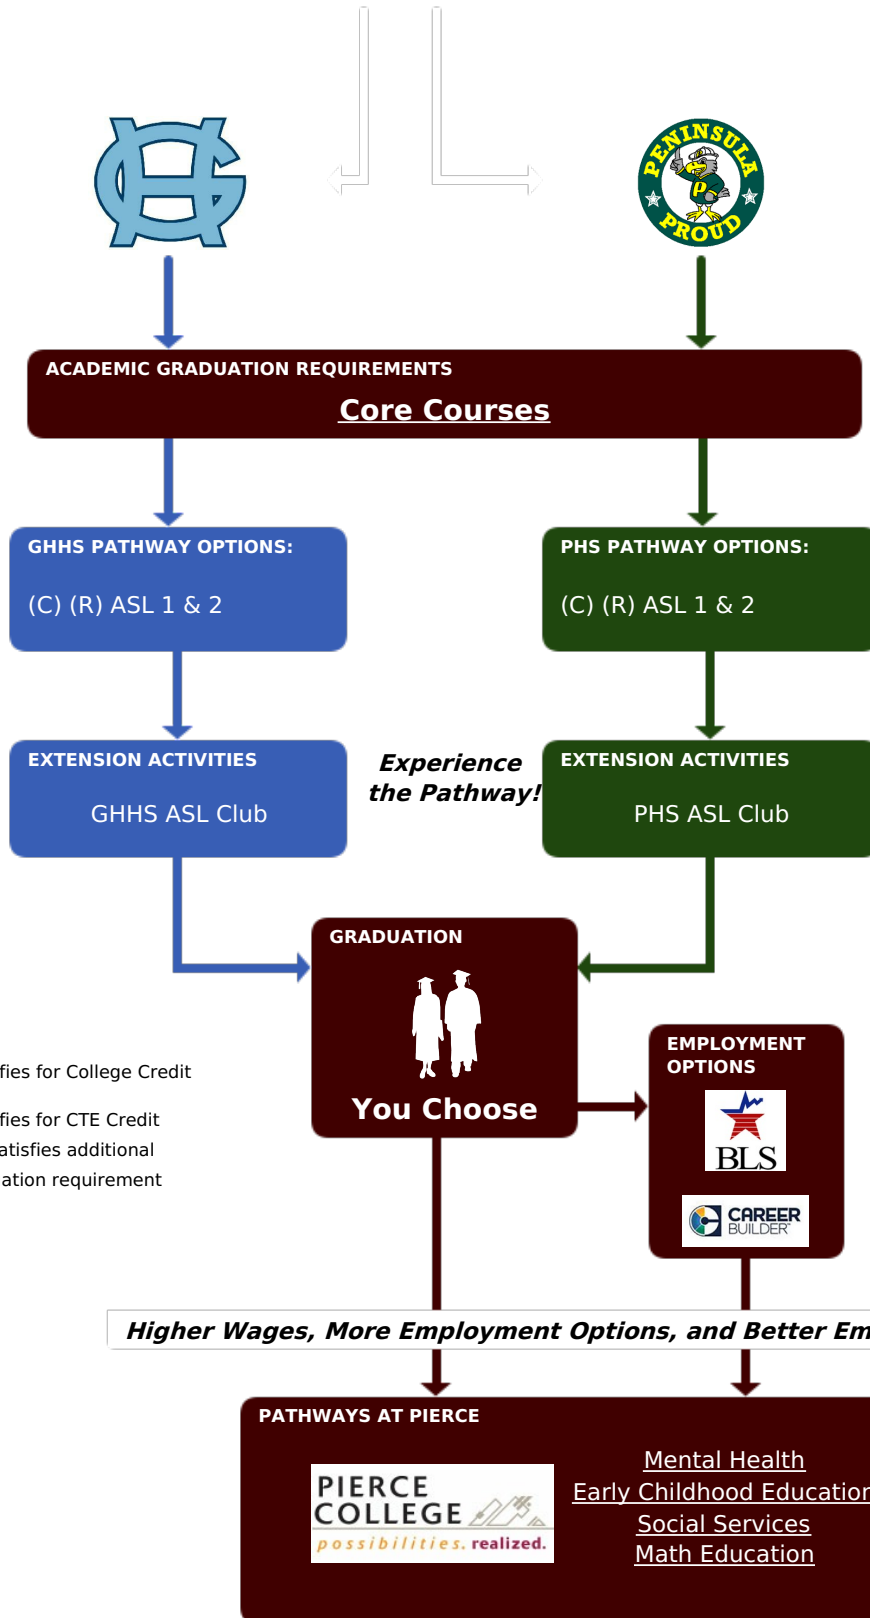 PENINSULA
P
PROUD
ACADEMIC GRADUATION REQUIREMENTS
Core Courses
GHHS PATHWAY OPTIONS:
(C) (R) ASL 1 & 2
PHS PATHWAY OPTIONS:
(C) (R) ASL 1 & 2
EXTENSION ACTIVITIES
GHHS ASL Club
Experience
the Pathway!
EXTENSION ACTIVITIES
PHS ASL Club
GRADUATION
You Choose
fies for College Credit
fies for CTE Credit
atisfies additional
ation requirement
EMPLOYMENT
OPTIONS
BLS
CAREER
BUILDER
Higher Wages, More Employment Options, and Better Em
PATHWAYS AT PIERCE
PIERCE
COLLEGE
possibilities. realized.
Mental Health
Early Childhood Education
Social Services
Math Education